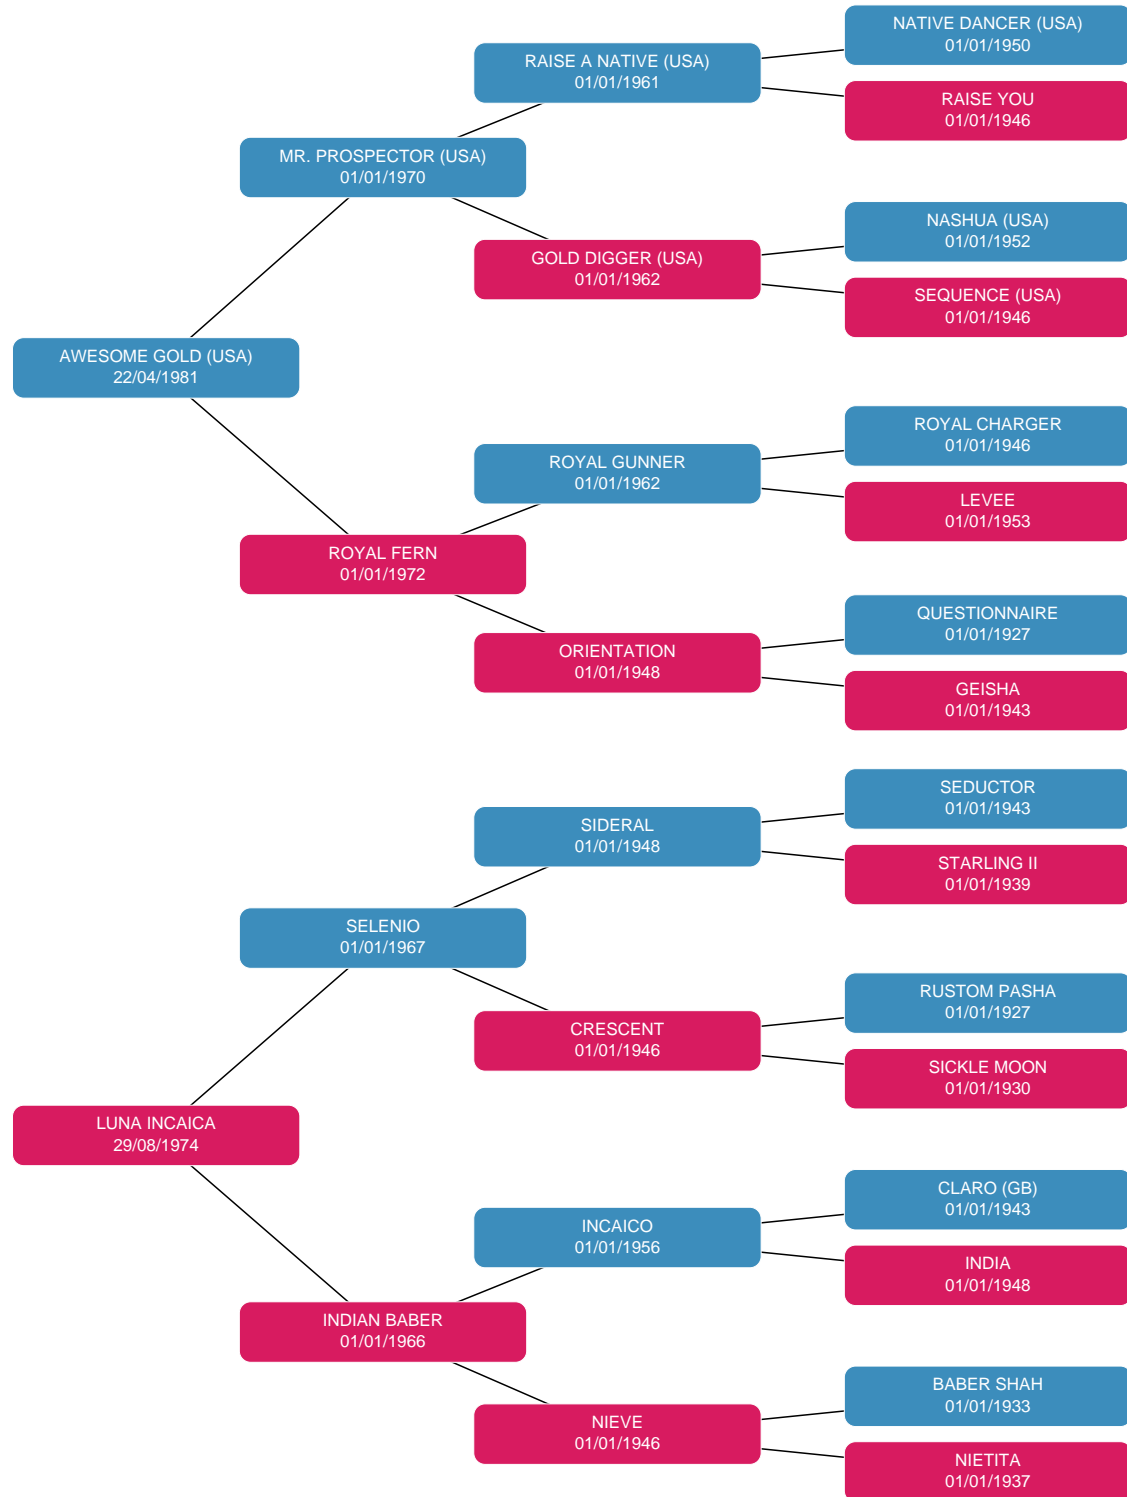 NATIVE DANCER (USA)
01/01/1950
RAISE A NATIVE (USA)
01/01/1961
RAISE YOU
01/01/1946
MR. PROSPECTOR (USA)
01/01/1970
NASHUA (USA)
01/01/1952
GOLD DIGGER (USA)
01/01/1962
SEQUENCE (USA)
01/01/1946
AWESOME GOLD (USA)
22/04/1981
ROYAL CHARGER
01/01/1946
ROYAL GUNNER
01/01/1962
LEVEE
01/01/1953
ROYAL FERN
01/01/1972
QUESTIONNAIRE
01/01/1927
ORIENTATION
01/01/1948
GEISHA
01/01/1943
SEDUCTOR
01/01/1943
SIDERAL
01/01/1948
STARLING II
01/01/1939
SELENIO
01/01/1967
RUSTOM PASHA
01/01/1927
CRESCENT
01/01/1946
SICKLE MOON
01/01/1930
LUNA INCAICA
29/08/1974
CLARO (GB)
01/01/1943
INCAICO
01/01/1956
INDIA
01/01/1948
INDIAN BABER
01/01/1966
BABER SHAH
01/01/1933
NIEVE
01/01/1946
NIETITA
01/01/1937